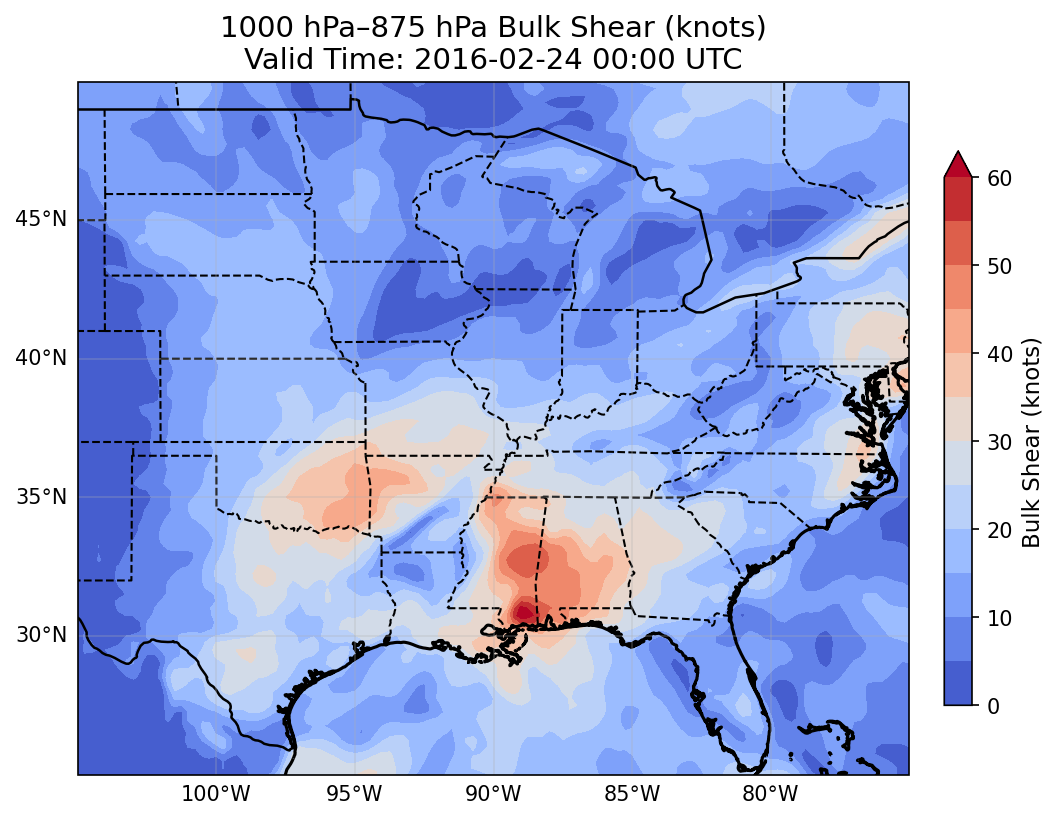 1000 hPa–875 hPa Bulk Shear (knots)
Valid Time: 2016-02-24 00:00 UTC
45°N
40°N
35°N
30°N
100°W
95°W
90°W
85°W
80°W
60
50
40
30
20
10
0
Bulk Shear (knots)